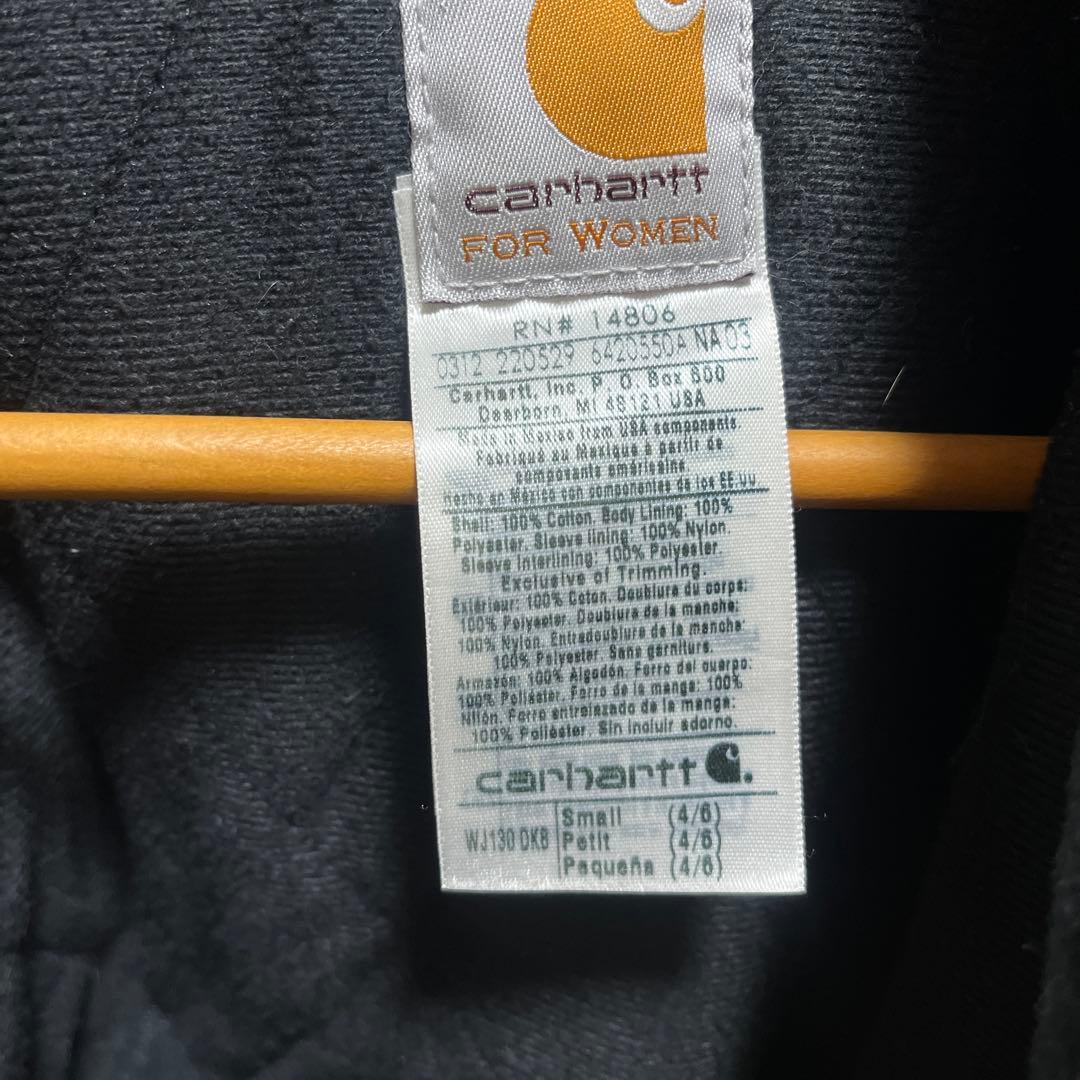 carhartt
FOR WOMEN
RN# 14806
0312 220529 6420550A NA 03
Carhartt, Inc. P. O. Box 600
Dearborn, MI 48121 USA
Made in Mexico from USA components
Fabriqué au Mexique à partir de
composants américains
Hecho en México con componentes de los EE.UU.
Shell: 100% Cotton. Body Lining: 100%
Polyester. Sleeve lining: 100% Nylon
Sleeve Interlining: 100% Polyester.
Exclusive of Trimming.
Extérieur: 100% Coton. Doublure du corps:
100% Polyester. Doublure de la manche:
100% Nylon. Entredoublure de la manche:
100% Polyester. Sans garniture.
Armazón: 100% Algodón. Forro del cuerpo:
100% Poliéster. Forro de la manga: 100%
Nilón. Forro entrelazado de la manga:
100% Poliéster. Sin incluir adorno.
carhartt
WJ130 DKB
Small (4/6)
Petit (4/6)
Pequeña (4/6)